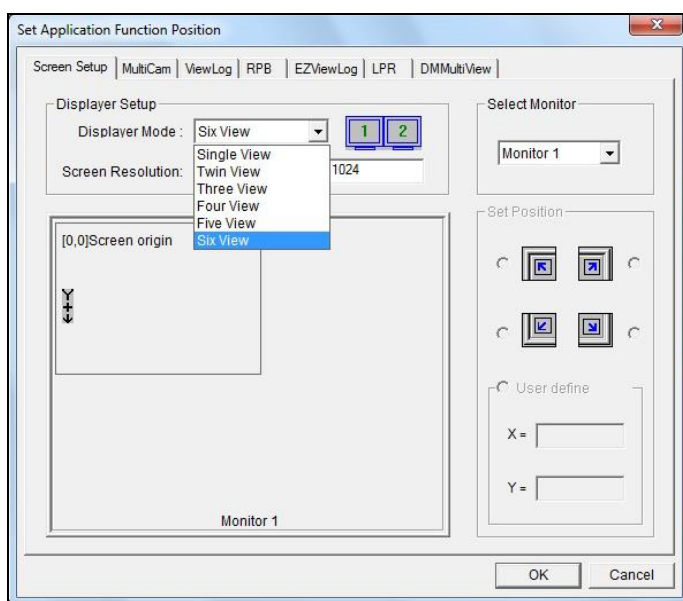 Set Application Function Position
Screen Setup MultiCam ViewLog RPB EZViewLog LPR DMMultiView
Displayer Setup
Displayer Mode : Six View
1 2
Single View
Twin View
Three View
Four View
Five View
Six View
Screen Resolution: 1024
Select Monitor
Monitor 1
[0,0]Screen origin
Y
Monitor 1
Set Position
User define
X =
Y =
OK Cancel